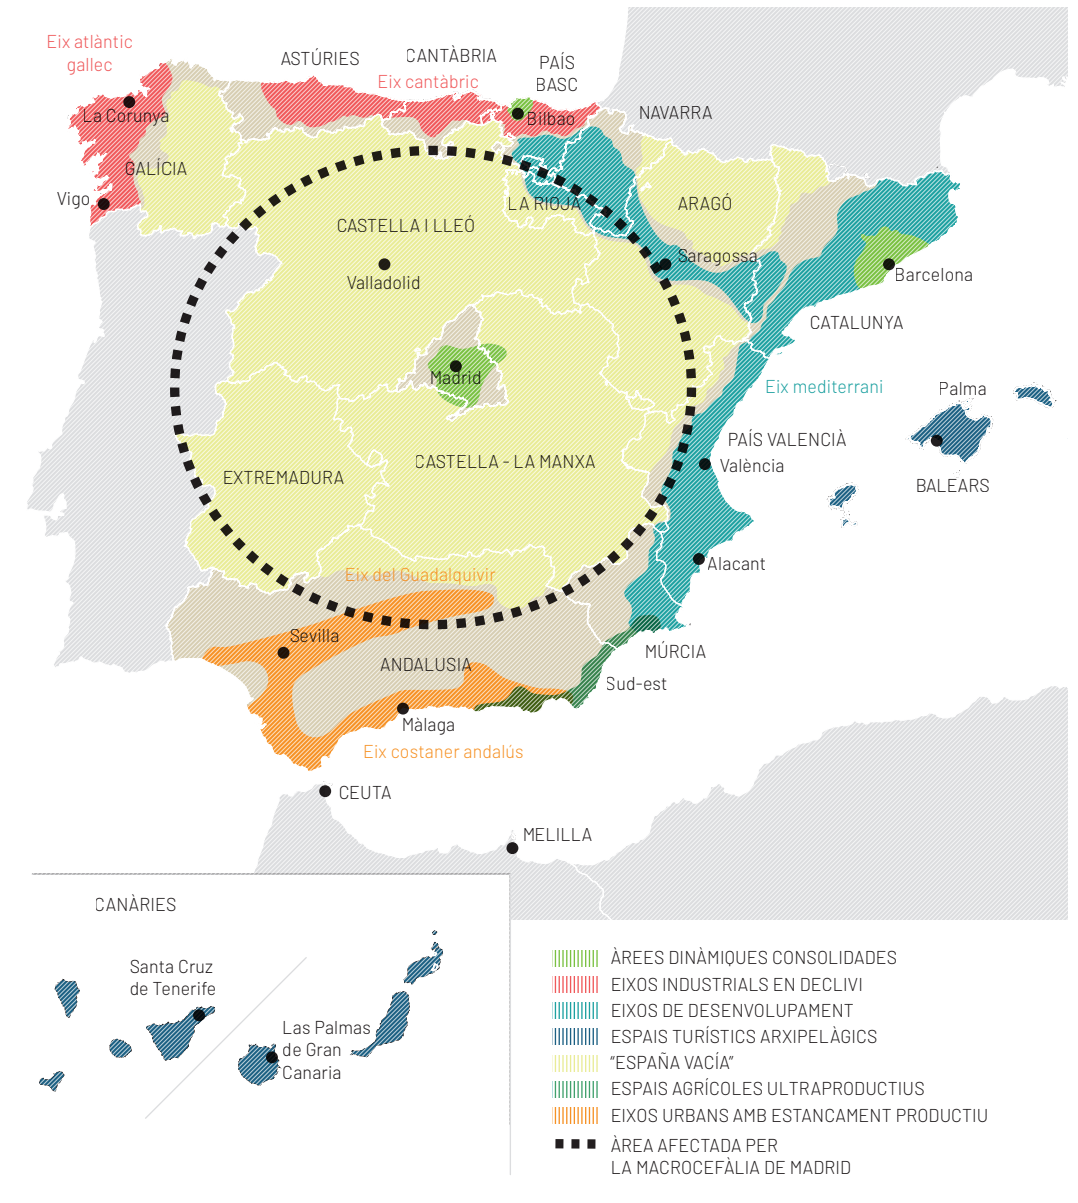 Eix atlàntic
gallec
ASTÚRIES
CANTÀBRIA
Eix cantàbric
PAÍS
BASC
NAVARRA
La Corunya
Bilbao
GALÍCIA
Vigo
LA RIOJA
ARAGÓ
CASTELLA I LLEÓ
Valladolid
Saragossa
Barcelona
CATALUNYA
Madrid
Eix mediterrani
Palma
PAÍS VALENCIÀ
València
BALEARS
CASTELLA - LA MANXA
EXTREMADURA
Alacant
Eix del Guadalquivir
Sevilla
ANDALUSIA
MÚRCIA
Sud-est
Màlaga
Eix costaner andalús
CEUTA
MELILLA
CANÀRIES
Santa Cruz
de Tenerife
Las Palmas
de Gran
Canaria
ÀREES DINÀMIQUES CONSOLIDADES
EIXOS INDUSTRIALS EN DECLIVI
EIXOS DE DESENVOLUPAMENT
ESPAIS TURÍSTICS ARXIPELÀGICS
“ESPAÑA VACÍA”
ESPAIS AGRÍCOLES ULTRAPRODUCTIUS
EIXOS URBANS AMB ESTANCAMENT PRODUCTIU
ÀREA AFECTADA PER
LA MACROCEFÀLIA DE MADRID